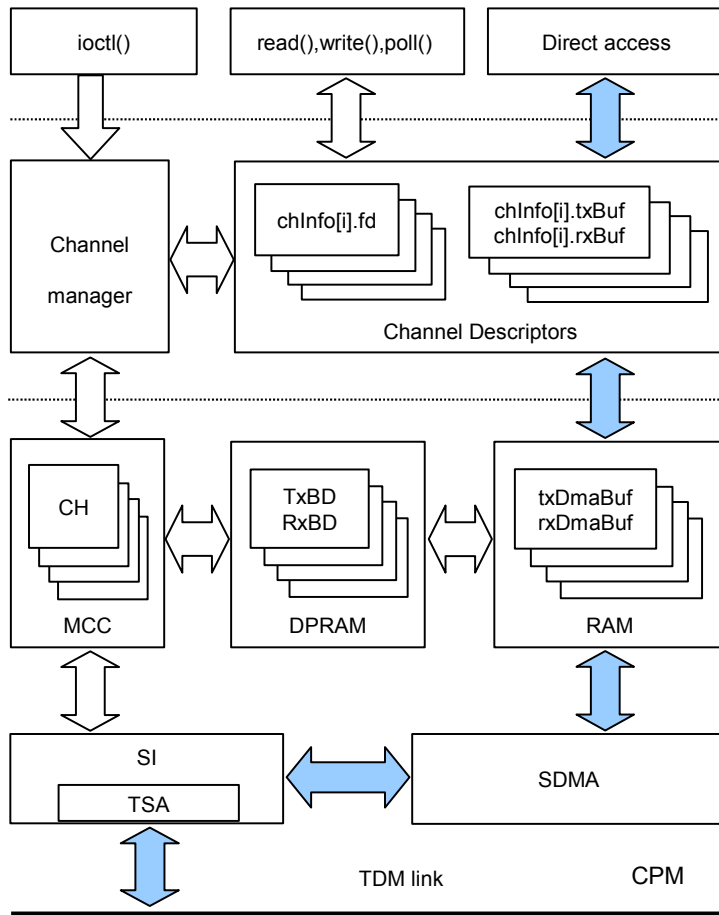 ioctl()
read(),write(),poll()
Direct access
Channel
manager
chInfo[i].fd
chInfo[i].txBuf
chInfo[i].rxBuf
Channel Descriptors
CH
MCC
TxBD
RxBD
DPRAM
txDmaBuf
rxDmaBuf
RAM
SI
TSA
SDMA
TDM link
CPM